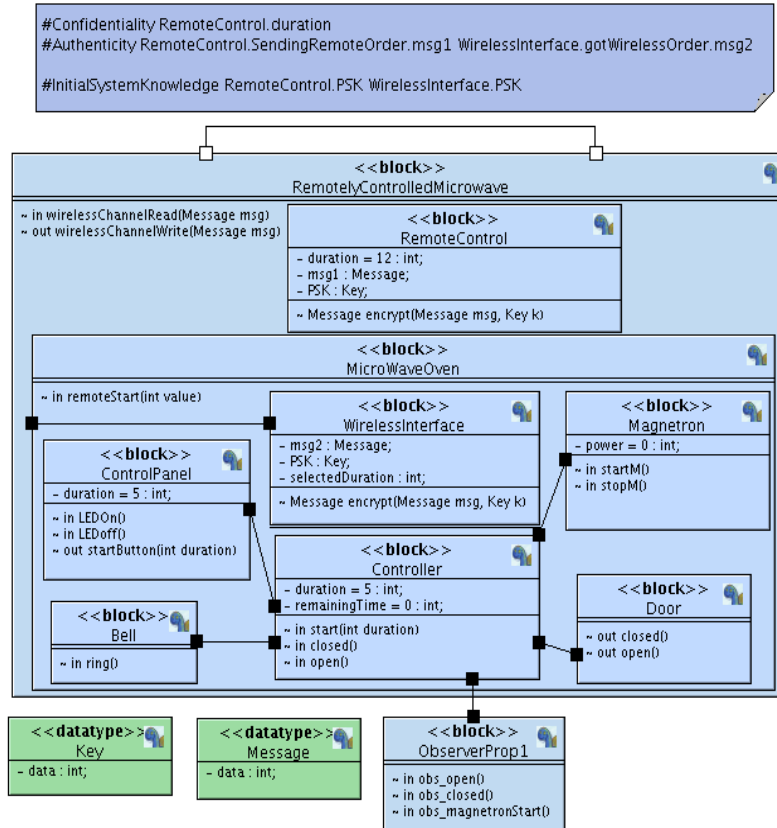 #Confidentiality RemoteControl.duration
#Authenticity RemoteControl.SendingRemoteOrder.msg1 WirelessInterface.gotWirelessOrder.msg2
#InitialSystemKnowledge RemoteControl.PSK WirelessInterface.PSK
<<block>>
RemotelyControlledMicrowave
~ in wirelessChannelRead(Message msg)
~ out wirelessChannelWrite(Message msg)
<<block>>
RemoteControl
- duration = 12 : int;
- msg1 : Message;
- PSK : Key;
~ Message encrypt(Message msg, Key k)
<<block>>
MicroWaveOven
~ in remoteStart(int value)
<<block>>
WirelessInterface
- msg2 : Message;
- PSK : Key;
- selectedDuration : int;
~ Message encrypt(Message msg, Key k)
<<block>>
Magnetron
- power = 0 : int;
~ in startM()
~ in stopM()
<<block>>
ControlPanel
- duration = 5 : int;
~ in LEDOn()
~ in LEDoff()
~ out startButton(int duration)
<<block>>
Controller
- duration = 5 : int;
- remainingTime = 0 : int;
~ in start(int duration)
~ in closed()
~ in open()
<<block>>
Bell
~ in ring()
<<block>>
Door
~ out closed()
~ out open()
<<datatype>>
Key
- data : int;
<<datatype>>
Message
- data : int;
<<block>>
ObserverProp1
~ in obs_open()
~ in obs_closed()
~ in obs_magnetronStart()